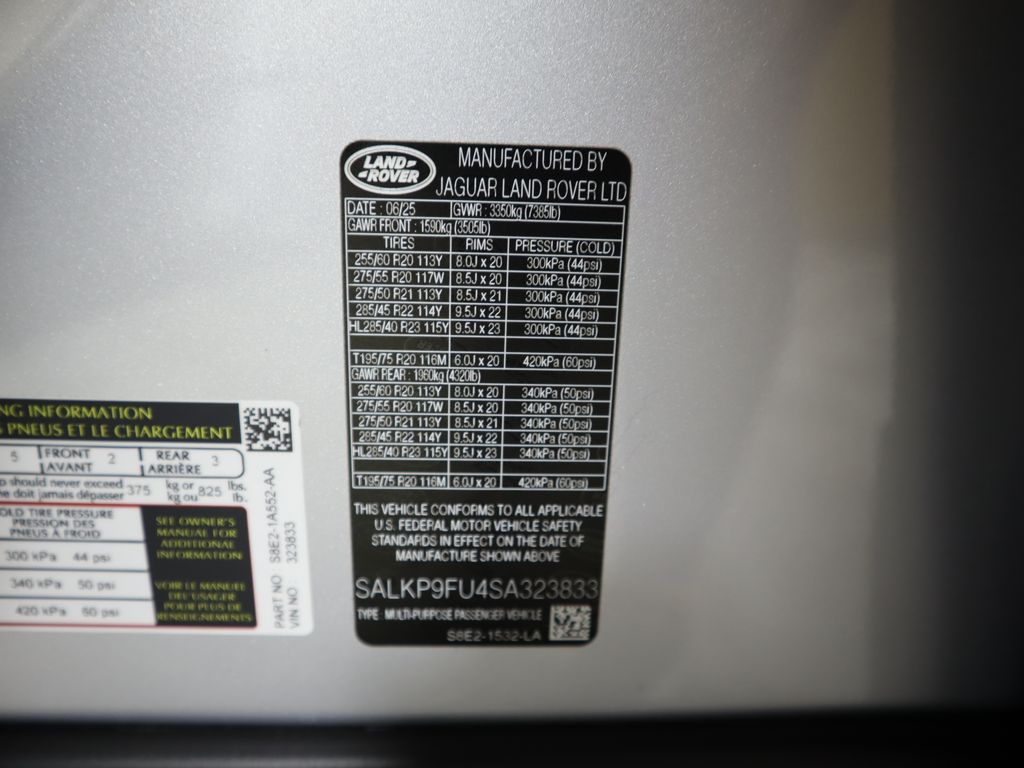 LAND ROVER
MANUFACTURED BY
JAGUAR LAND ROVER LTD
DATE : 06/25 GVWR : 3350kg (7385lb)
GAWR FRONT : 1590kg (3505lb)
TIRES RIMS PRESSURE (COLD)
255/60 R20 113Y 8.0J x 20 300kPa (44psi)
275/55 R20 117W 8.5J x 20 300kPa (44psi)
275/50 R21 113Y 8.5J x 21 300kPa (44psi)
285/45 R22 114Y 9.5J x 22 300kPa (44psi)
HL285/40 R23 115Y 9.5J x 23 300kPa (44psi)
T195/75 R20 116M 6.0J x 20 420kPa (60psi)
GAWR REAR : 1960kg (4320lb)
255/60 R20 113Y 8.0J x 20 340kPa (50psi)
275/55 R20 117W 8.5J x 20 340kPa (50psi)
275/50 R21 113Y 8.5J x 21 340kPa (50psi)
285/45 R22 114Y 9.5J x 22 340kPa (50psi)
HL285/40 R23 115Y 9.5J x 23 340kPa (50psi)
T195/75 R20 116M 6.0J x 20 420kPa (60psi)
THIS VEHICLE CONFORMS TO ALL APPLICABLE
U.S. FEDERAL MOTOR VEHICLE SAFETY
STANDARDS IN EFFECT ON THE DATE OF
MANUFACTURE SHOWN ABOVE
SALKP9FU4SA323833
TYPE : MULTI-PURPOSE PASSENGER VEHICLE
S8E2-1532-LA
NG INFORMATION
PNEUS ET LE CHARGEMENT
5 FRONT 2 REAR 3
AVANT ARRIÈRE
should never exceed 375 kg or 825 lbs.
ne doit jamais dépasser kg ou lb.
OLD TIRE PRESSURE
PRESSION DES
PNEUS À FROID
300 kPa 44 psi
340 kPa 50 psi
420 kPa 60 psi
SEE OWNER'S
MANUAL FOR
ADDITIONAL
INFORMATION
VOIR LE MANUEL
DE L'USAGER
POUR PLUS DE
RENSEIGNEMENTS
PART NO: S8E2-1A552-AA
VIN NO: 323833